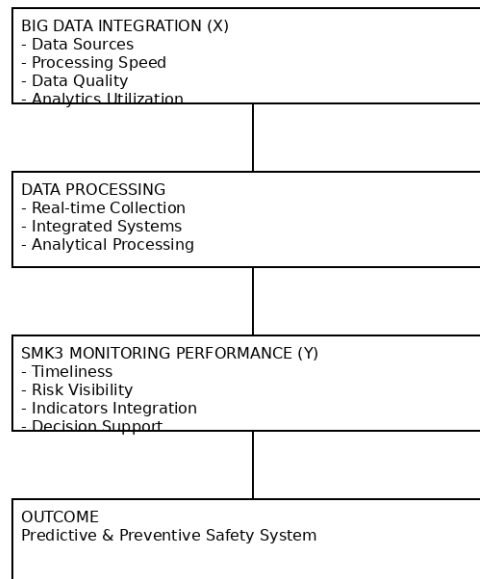 BIG DATA INTEGRATION (X)
- Data Sources
- Processing Speed
- Data Quality
- Analytics Utilization
DATA PROCESSING
- Real-time Collection
- Integrated Systems
- Analytical Processing
SMK3 MONITORING PERFORMANCE (Y)
- Timeliness
- Risk Visibility
- Indicators Integration
- Decision Support
OUTCOME
Predictive & Preventive Safety System